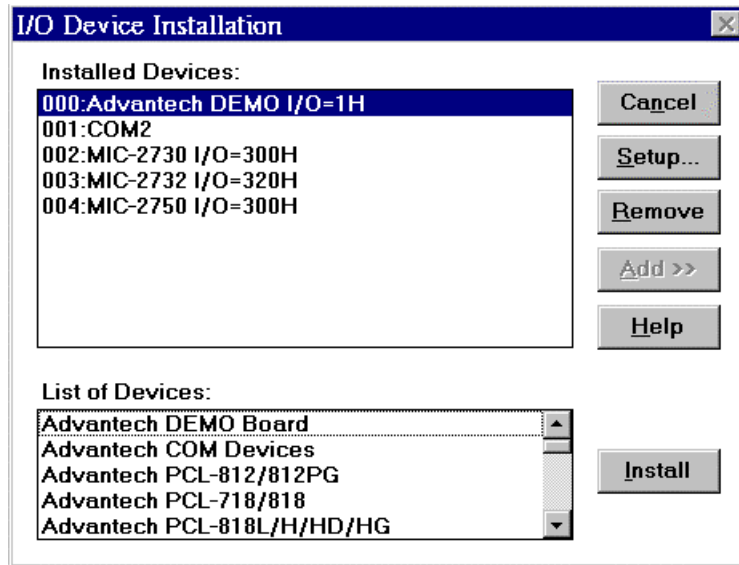 I/O Device Installation
Installed Devices:
000:Advantech DEMO I/O=1H
001:COM2
002:MIC-2730 I/O=300H
003:MIC-2732 I/O=320H
004:MIC-2750 I/O=300H
Cancel
Setup...
Remove
Add >>
Help
List of Devices:
Advantech DEMO Board
Advantech COM Devices
Advantech PCL-812/812PG
Advantech PCL-718/818
Advantech PCL-818L/H/HD/HG
Install